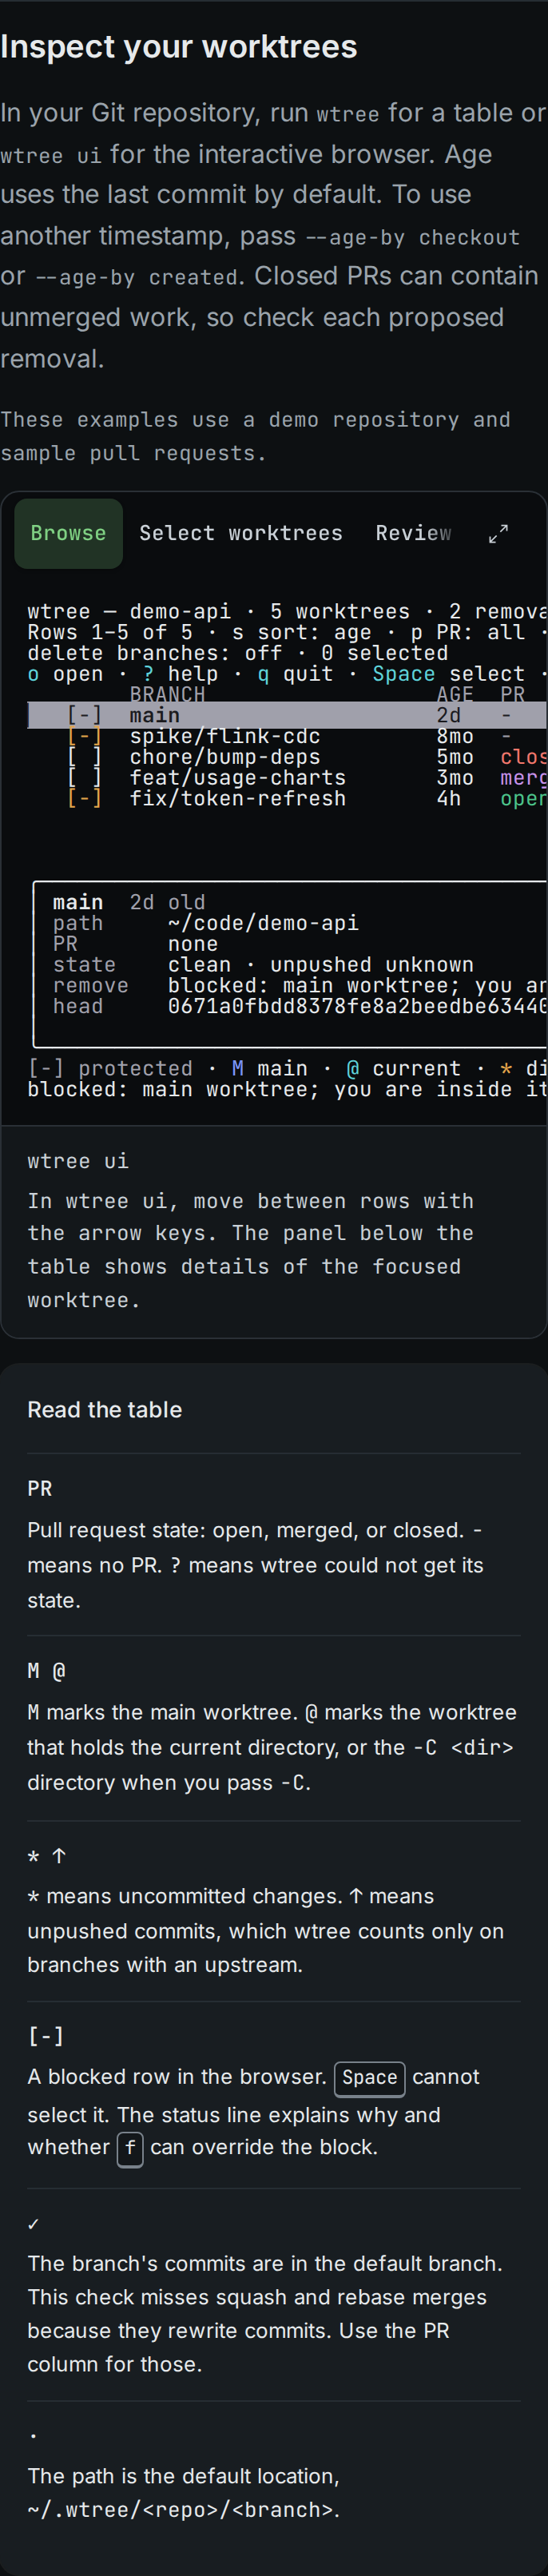 Inspect your worktrees
In your Git repository, run wtree for a table or
wtree ui for the interactive browser. Age
uses the last commit by default. To use
another timestamp, pass --age-by checkout
or --age-by created. Closed PRs can contain
unmerged work, so check each proposed
removal.
These examples use a demo repository and
sample pull requests.
Browse Select worktrees Review
wtree — demo-api · 5 worktrees · 2 remova
Rows 1–5 of 5 · s sort: age · p PR: all ·
delete branches: off · 0 selected
o open · ? help · q quit · Space select ·
BRANCH AGE PR
[-] main 2d -
[-] spike/flink-cdc 8mo -
[ ] chore/bump-deps 5mo clos
[ ] feat/usage-charts 3mo merg
[-] fix/token-refresh 4h open
main 2d old
path ~/code/demo-api
PR none
state clean · unpushed unknown
remove blocked: main worktree; you ar
head 0671a0fbdd8378fe8a2beedbe63440
[-] protected · M main · @ current · * di
blocked: main worktree; you are inside it
wtree ui
In wtree ui, move between rows with
the arrow keys. The panel below the
table shows details of the focused
worktree.
Read the table
PR
Pull request state: open, merged, or closed. -
means no PR. ? means wtree could not get its
state.
M @
M marks the main worktree. @ marks the worktree
that holds the current directory, or the -C <dir>
directory when you pass -C.
* ↑
* means uncommitted changes. ↑ means
unpushed commits, which wtree counts only on
branches with an upstream.
[-]
A blocked row in the browser. Space cannot
select it. The status line explains why and
whether f can override the block.
✓
The branch's commits are in the default branch.
This check misses squash and rebase merges
because they rewrite commits. Use the PR
column for those.
·
The path is the default location,
~/.wtree/<repo>/<branch>.